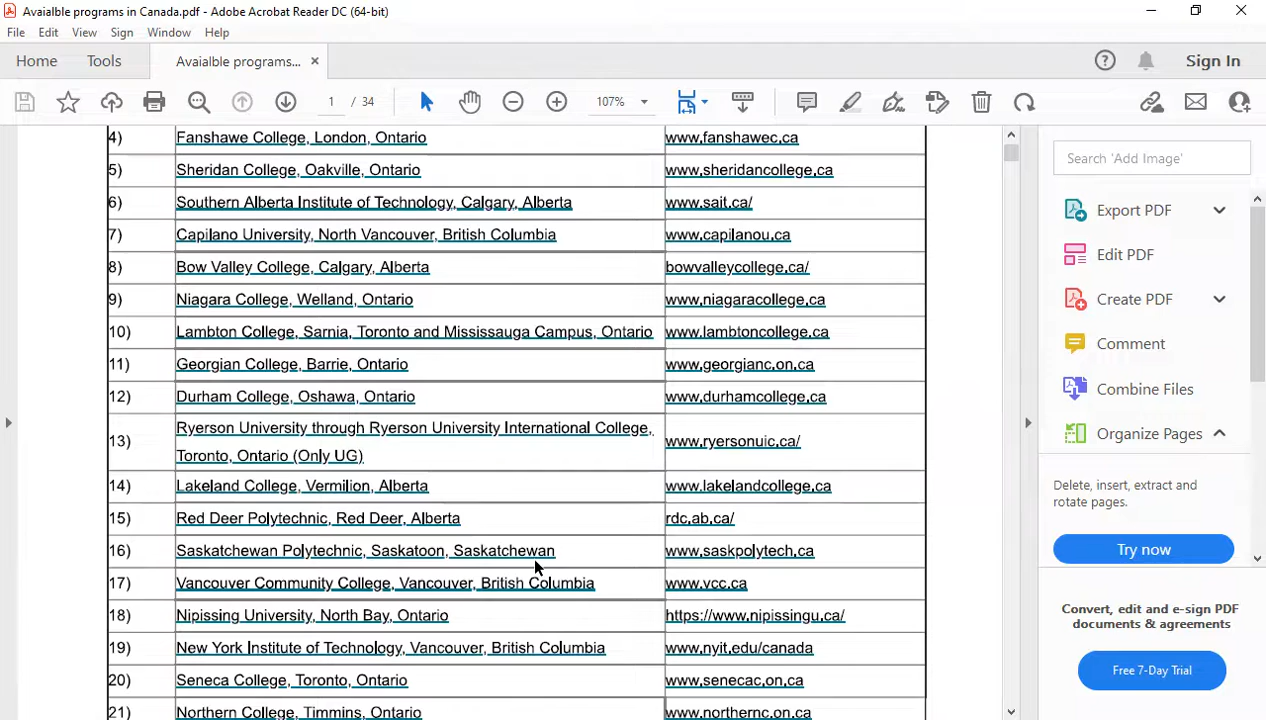 Avaialble programs in Canada.pdf - Adobe Acrobat Reader DC (64-bit)
File Edit View Sign Window Help
Home Tools Avaialble programs... × Sign In
1 / 34 107%
4) Fanshawe College, London, Ontario www.fanshawec.ca
5) Sheridan College, Oakville, Ontario www.sheridancollege.ca
6) Southern Alberta Institute of Technology, Calgary, Alberta www.sait.ca/
7) Capilano University, North Vancouver, British Columbia www.capilanou.ca
8) Bow Valley College, Calgary, Alberta bowvalleycollege.ca/
9) Niagara College, Welland, Ontario www.niagaracollege.ca
10) Lambton College, Sarnia, Toronto and Mississauga Campus, Ontario www.lambtoncollege.ca
11) Georgian College, Barrie, Ontario www.georgianc.on.ca
12) Durham College, Oshawa, Ontario www.durhamcollege.ca
13) Ryerson University through Ryerson University International College, www.ryersonuic.ca/
Toronto, Ontario (Only UG)
14) Lakeland College, Vermilion, Alberta www.lakelandcollege.ca
15) Red Deer Polytechnic, Red Deer, Alberta rdc.ab.ca/
16) Saskatchewan Polytechnic, Saskatoon, Saskatchewan www.saskpolytech.ca
17) Vancouver Community College, Vancouver, British Columbia www.vcc.ca
18) Nipissing University, North Bay, Ontario https://www.nipissingu.ca/
19) New York Institute of Technology, Vancouver, British Columbia www.nyit.edu/canada
20) Seneca College, Toronto, Ontario www.senecac.on.ca
21) Northern College, Timmins, Ontario www.northernc.on.ca
Search 'Add Image'
Export PDF
Edit PDF
Create PDF
Comment
Combine Files
Organize Pages
Delete, insert, extract and
rotate pages.
Try now
Convert, edit and e-sign PDF
documents & agreements
Free 7-Day Trial